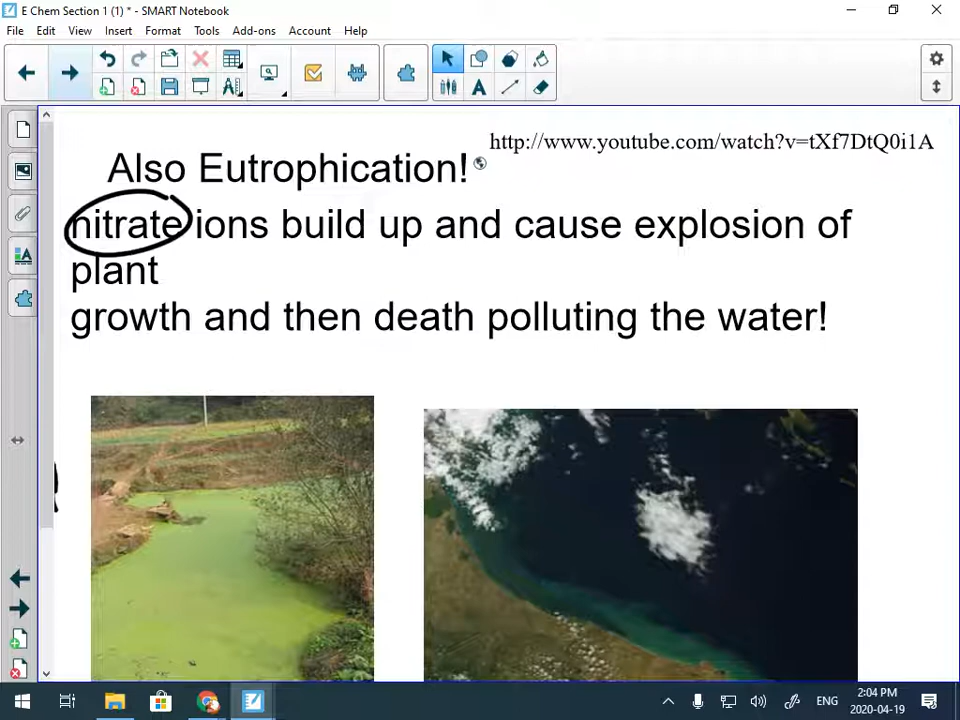 E Chem Section 1 (1) * - SMART Notebook
File Edit View Insert Format Tools Add-ons Account Help
http://www.youtube.com/watch?v=tXf7DtQ0i1A
Also Eutrophication!
nitrate ions build up and cause explosion of
plant
growth and then death polluting the water!
ENG
2:04 PM
2020-04-19